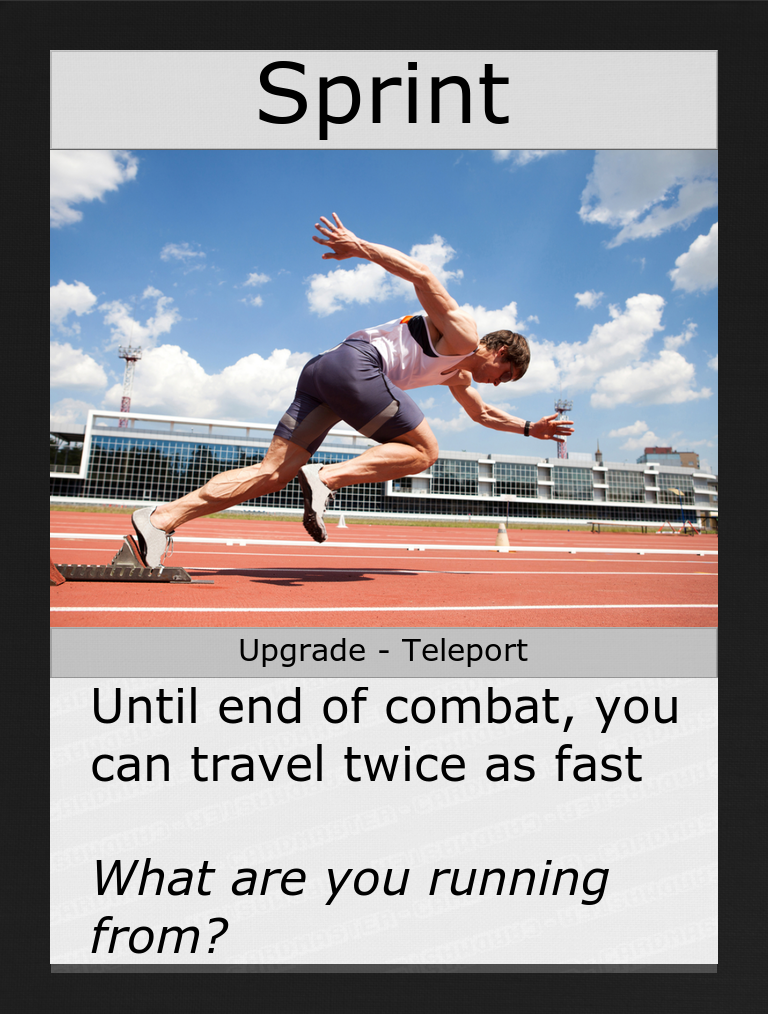 Sprint
Upgrade - Teleport
Until end of combat, you
can travel twice as fast
What are you running
from?